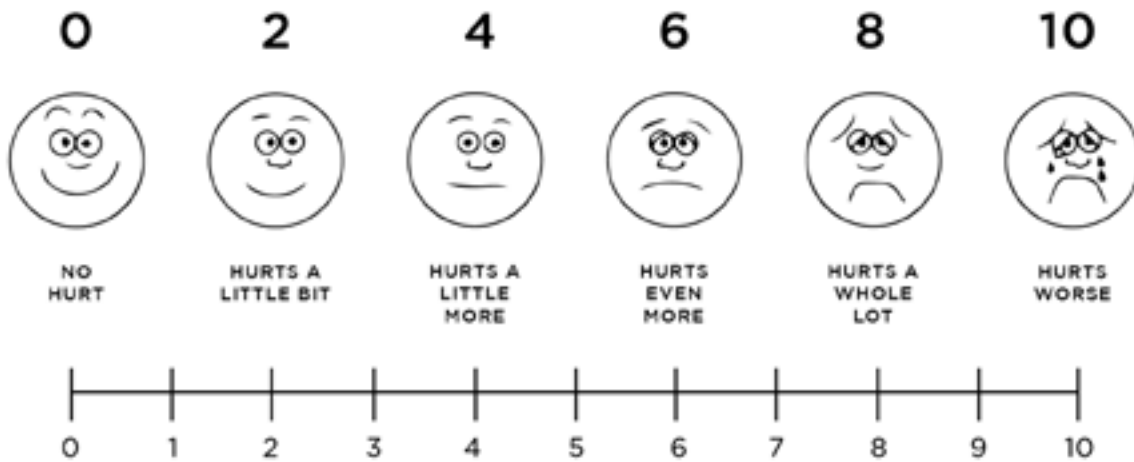 0 2 4 6 8 10
NO
HURT
HURTS A
LITTLE BIT
HURTS A
LITTLE
MORE
HURTS
EVEN
MORE
HURTS A
WHOLE
LOT
HURTS
WORSE
0 1 2 3 4 5 6 7 8 9 10